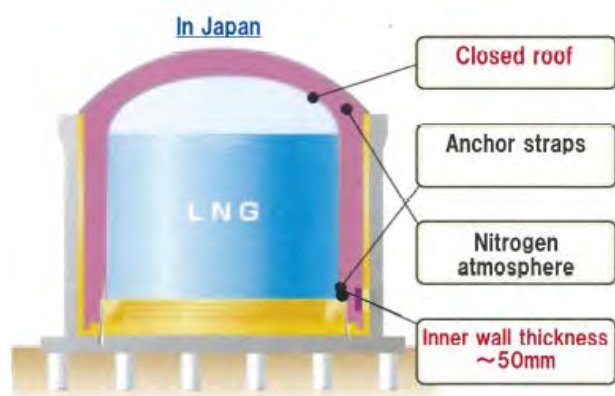 In Japan
Closed roof
Anchor straps
LNG
Nitrogen
atmosphere
Inner wall thickness
～50mm